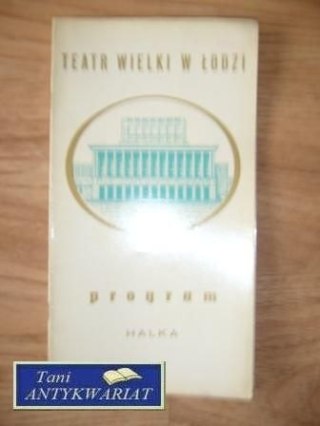 TEATR WIELKI W ŁODZI
program
HALKA
Tani
ANTYKWARIAT